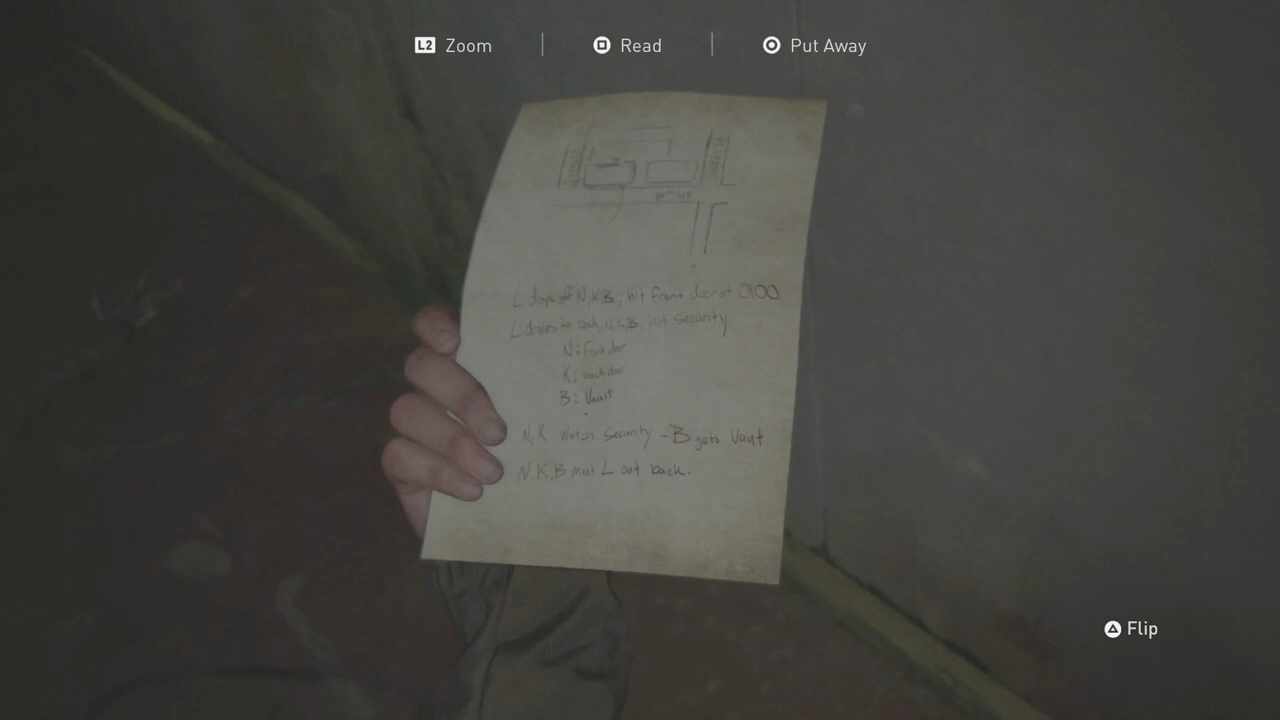 L2 Zoom
Read
Put Away
L drops off N,K,B, hit front door at 0100
L drives to back, N,K,B, hit Security
N: Front door
K: back door
B: Vault
N,K Watch Security - B gets Vault
N,K,B meet L out back.
Flip